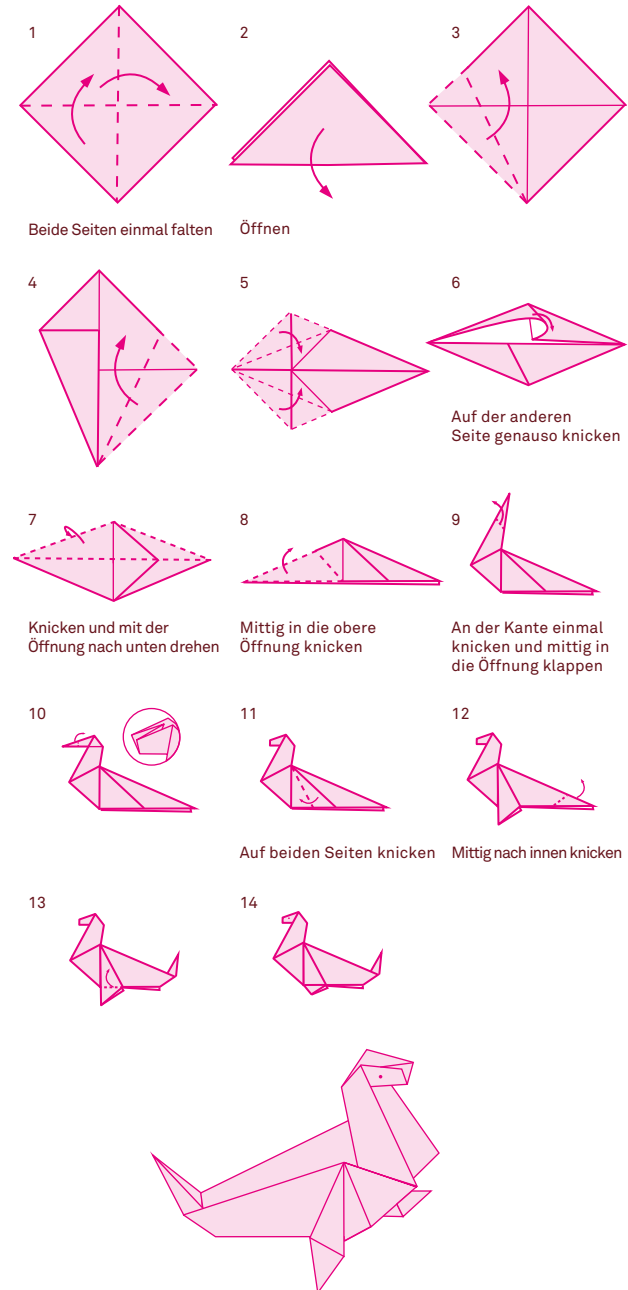 1
2
3
Beide Seiten einmal falten
Öffnen
4
5
6
Auf der anderen
Seite genauso knicken
7
8
9
Knicken und mit der
Öffnung nach unten drehen
Mittig in die obere
Öffnung knicken
An der Kante einmal
knicken und mittig in
die Öffnung klappen
10
11
12
Auf beiden Seiten knicken
Mittig nach innen knicken
13
14